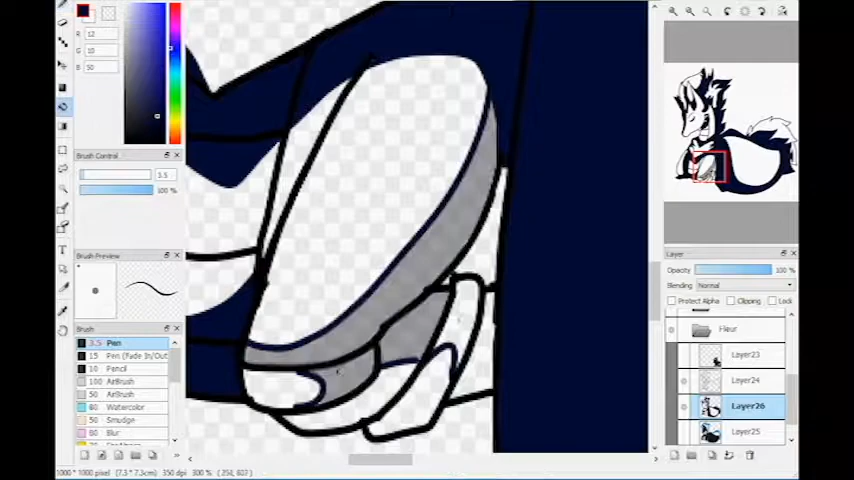 R 12
G 10
B 50
Brush Control
3.5
100 %
Brush Preview
Brush
3.5 Pen
15 Pen (Fade In/Out
10 Pencil
100 AirBrush
50 AirBrush
80 Watercolor
50 Smudge
80 Blur
1000 * 1000 pixel (7.3 * 7.3cm) 350 dpi 300 % ( 251, 607 )
Layer
Opacity 100 %
Blending Normal
Protect Alpha Clipping Lock
Fleur
Layer23
Layer24
Layer26
Layer25